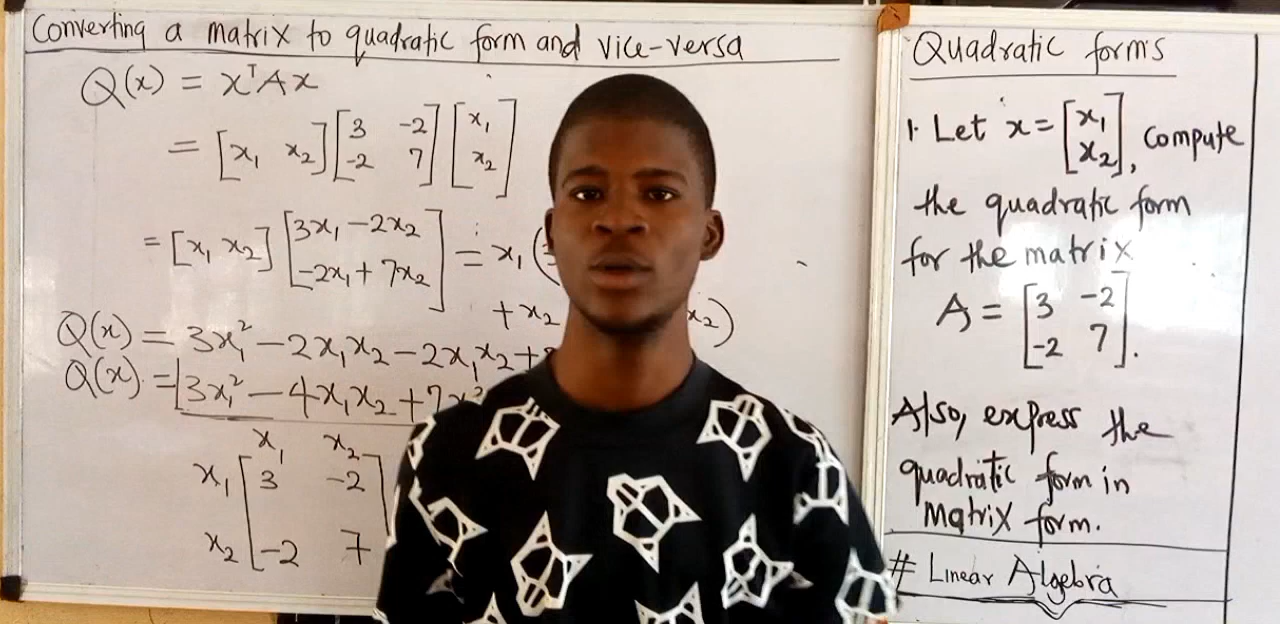 Converting a matrix to quadratic form and vice-versa
Q(x) = xᵀAx
= [x₁ x₂] [3 -2; -2 7] [x₁; x₂]
= [x₁ x₂] [3x₁ - 2x₂; -2x₁ + 7x₂] = x₁(
+ x₂ x₂)
Q(x) = 3x₁² - 2x₁x₂ - 2x₁x₂ +
Q(x) = 3x₁² - 4x₁x₂ + 7x²
x₁ x₂
x₁ [3 -2
x₂ -2 7]
Quadratic forms
1. Let x = [x₁; x₂], compute
the quadratic form
for the matrix
A = [3 -2; -2 7].
Also, express the
quadratic form in
Matrix form.
# Linear Algebra